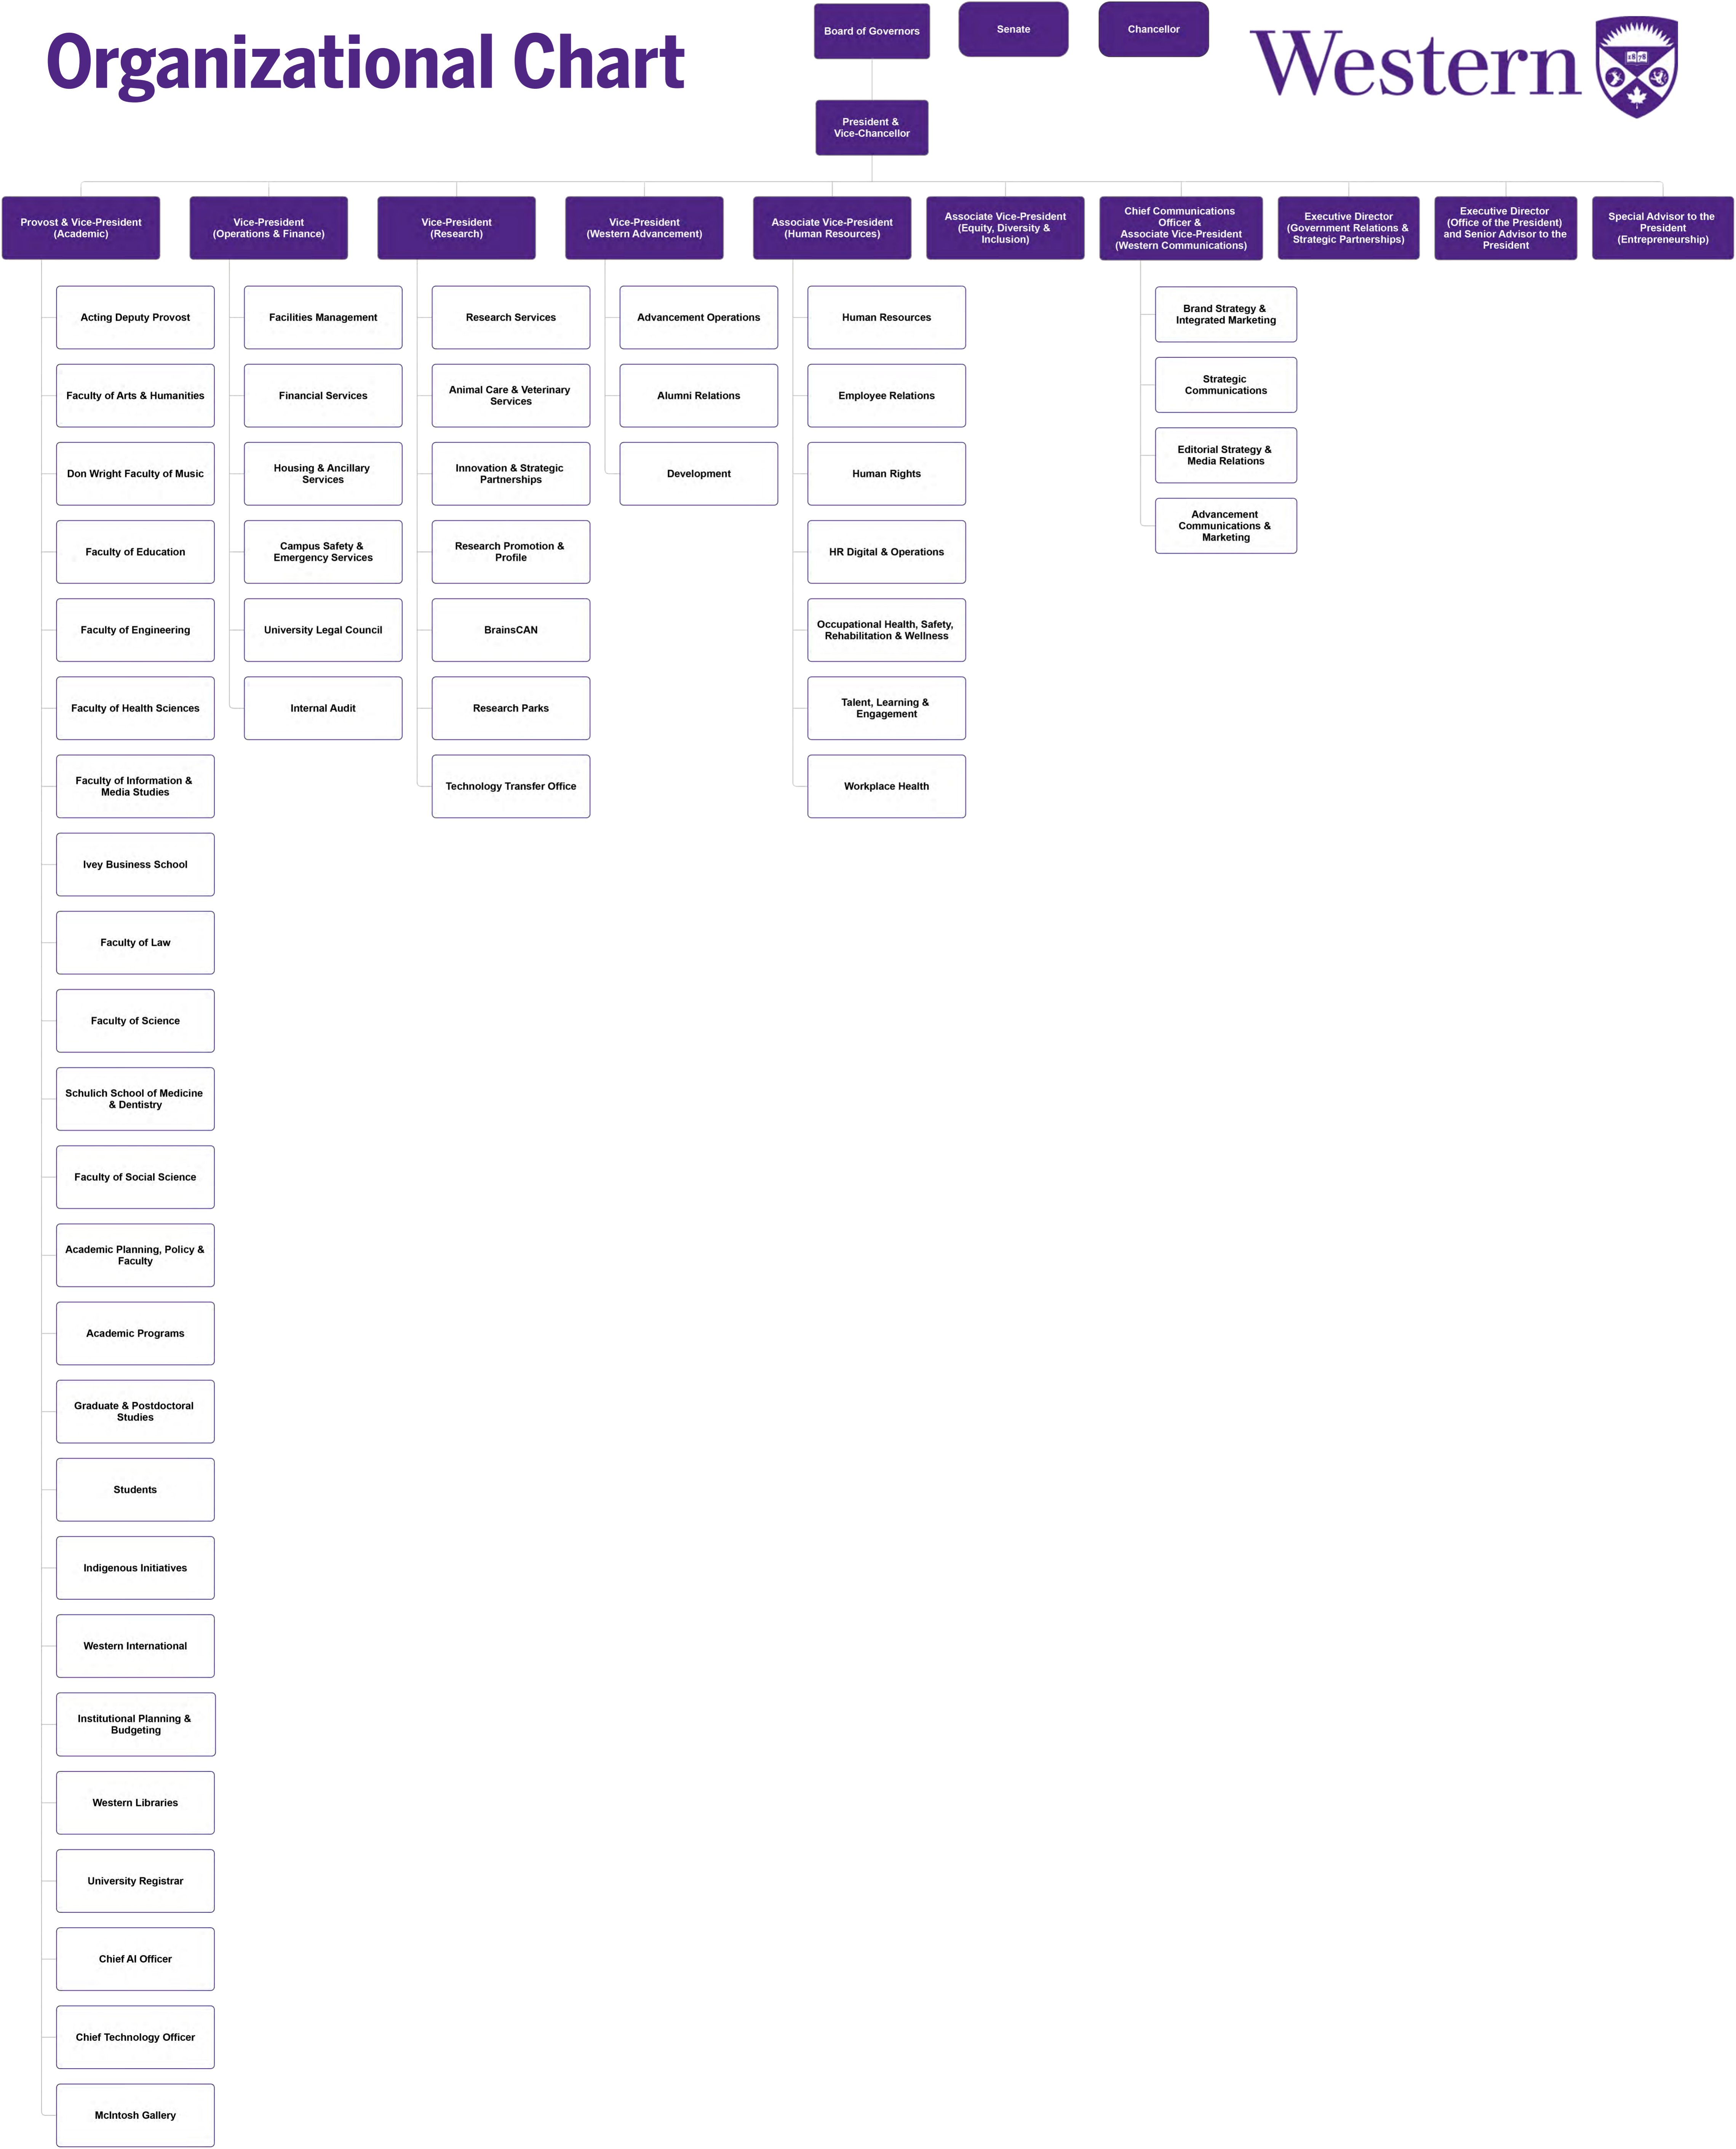 Organizational Chart
Board of Governors
Senate
Chancellor
Western
1878
President &
Vice-Chancellor
Provost & Vice-President
(Academic)
Vice-President
(Operations & Finance)
Vice-President
(Research)
Vice-President
(Western Advancement)
Associate Vice-President
(Human Resources)
Associate Vice-President
(Equity, Diversity &
Inclusion)
Chief Communications
Officer &
Associate Vice-President
(Western Communications)
Executive Director
(Government Relations &
Strategic Partnerships)
Executive Director
(Office of the President)
and Senior Advisor to the
President
Special Advisor to the
President
(Entrepreneurship)
Acting Deputy Provost
Faculty of Arts & Humanities
Don Wright Faculty of Music
Faculty of Education
Faculty of Engineering
Faculty of Health Sciences
Faculty of Information &
Media Studies
Ivey Business School
Faculty of Law
Faculty of Science
Schulich School of Medicine
& Dentistry
Faculty of Social Science
Academic Planning, Policy &
Faculty
Academic Programs
Graduate & Postdoctoral
Studies
Students
Indigenous Initiatives
Western International
Institutional Planning &
Budgeting
Western Libraries
University Registrar
Chief AI Officer
Chief Technology Officer
McIntosh Gallery
Facilities Management
Financial Services
Housing & Ancillary
Services
Campus Safety &
Emergency Services
University Legal Council
Internal Audit
Research Services
Animal Care & Veterinary
Services
Innovation & Strategic
Partnerships
Research Promotion &
Profile
BrainsCAN
Research Parks
Technology Transfer Office
Advancement Operations
Alumni Relations
Development
Human Resources
Employee Relations
Human Rights
HR Digital & Operations
Occupational Health, Safety,
Rehabilitation & Wellness
Talent, Learning &
Engagement
Workplace Health
Brand Strategy &
Integrated Marketing
Strategic
Communications
Editorial Strategy &
Media Relations
Advancement
Communications &
Marketing